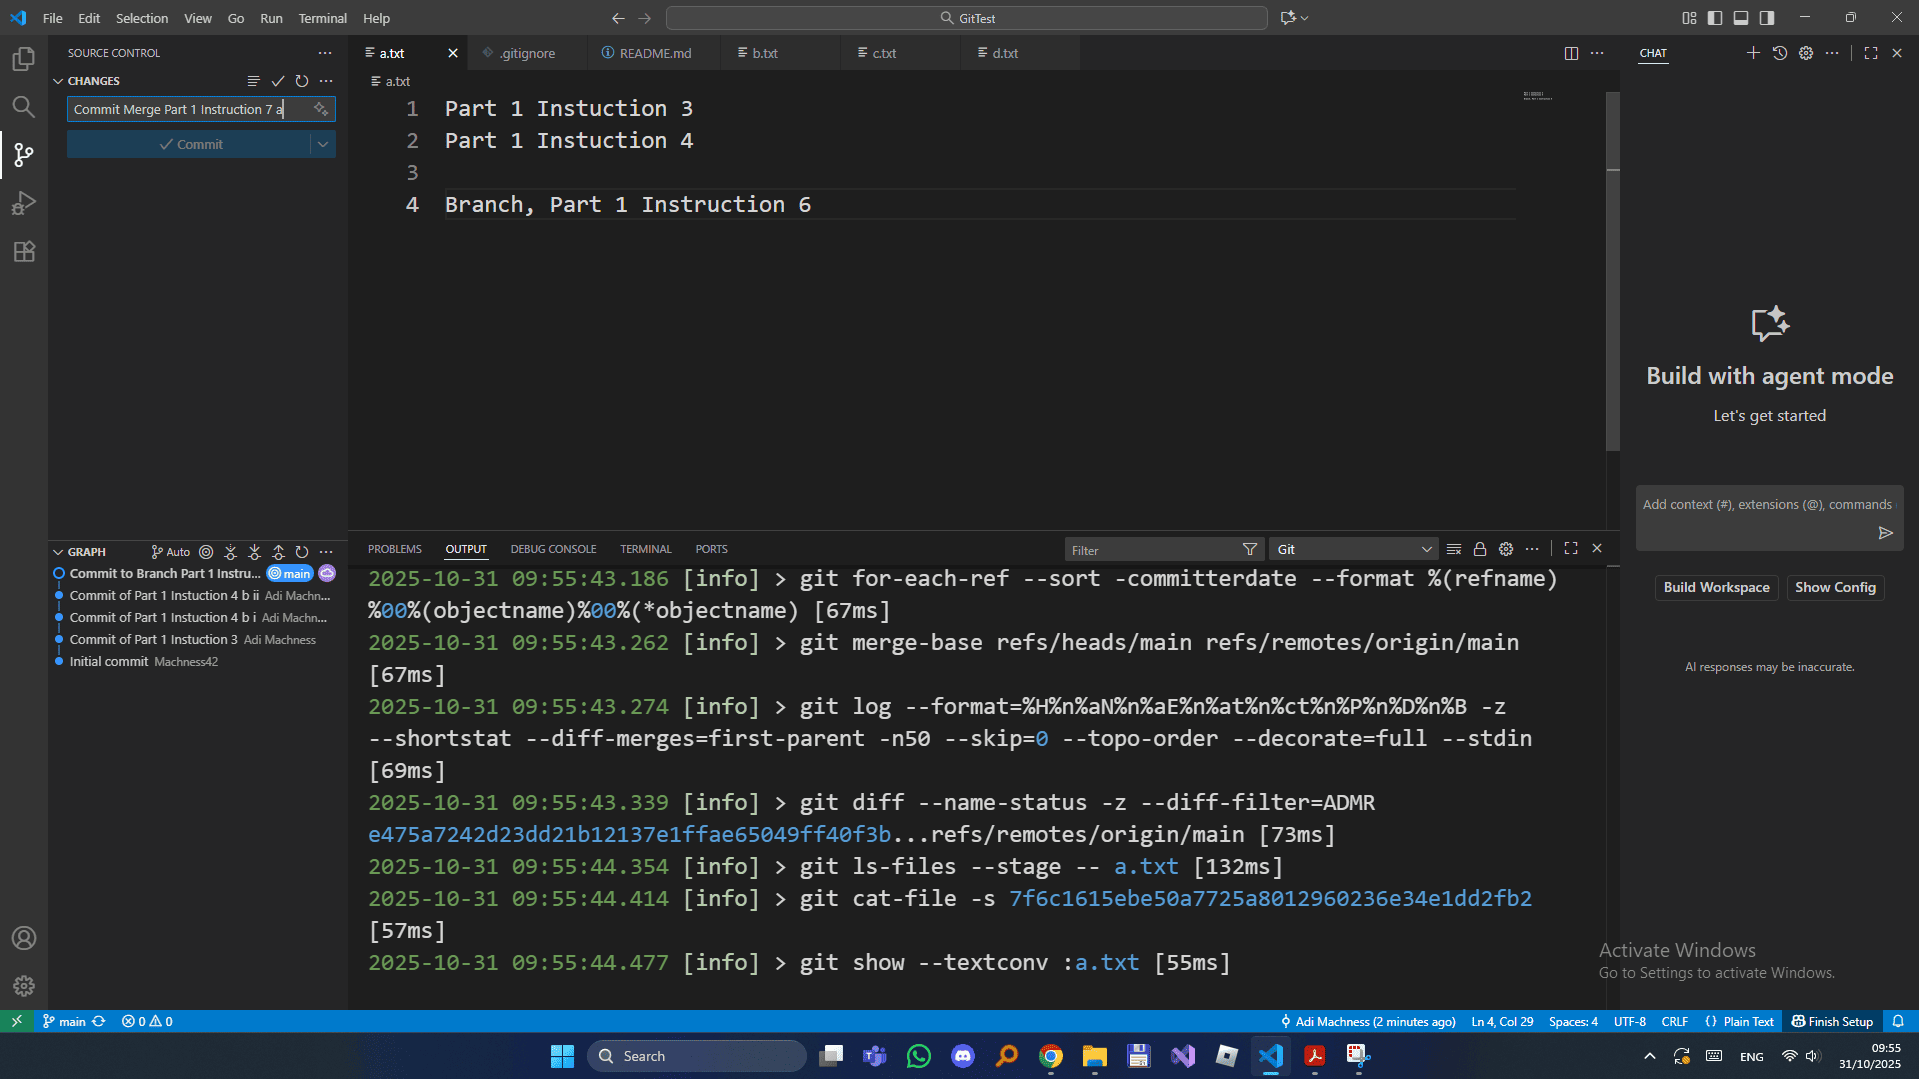 File Edit Selection View Go Run Terminal Help
GitTest
SOURCE CONTROL
CHANGES
Commit Merge Part 1 Instruction 7 a
Commit
a.txt
.gitignore
README.md
b.txt
c.txt
d.txt
a.txt
1 Part 1 Instuction 3
2 Part 1 Instuction 4
3
4 Branch, Part 1 Instruction 6
CHAT
Build with agent mode
Let's get started
Add context (#), extensions (@), commands
Build Workspace
Show Config
AI responses may be inaccurate.
GRAPH
Auto
Commit to Branch Part 1 Instru... main
Commit of Part 1 Instuction 4 b ii Adi Machn...
Commit of Part 1 Instuction 4 b i Adi Machn...
Commit of Part 1 Instuction 3 Adi Machness
Initial commit Machness42
PROBLEMS OUTPUT DEBUG CONSOLE TERMINAL PORTS
Filter
Git
2025-10-31 09:55:43.186 [info] > git for-each-ref --sort -committerdate --format %(refname)
%00%(objectname)%00%(*objectname) [67ms]
2025-10-31 09:55:43.262 [info] > git merge-base refs/heads/main refs/remotes/origin/main
[67ms]
2025-10-31 09:55:43.274 [info] > git log --format=%H%n%aN%n%aE%n%at%n%ct%n%P%n%D%n%B -z
--shortstat --diff-merges=first-parent -n50 --skip=0 --topo-order --decorate=full --stdin
[69ms]
2025-10-31 09:55:43.339 [info] > git diff --name-status -z --diff-filter=ADMR
e475a7242d23dd21b12137e1ffae65049ff40f3b...refs/remotes/origin/main [73ms]
2025-10-31 09:55:44.354 [info] > git ls-files --stage -- a.txt [132ms]
2025-10-31 09:55:44.414 [info] > git cat-file -s 7f6c1615ebe50a7725a8012960236e34e1dd2fb2
[57ms]
2025-10-31 09:55:44.477 [info] > git show --textconv :a.txt [55ms]
Activate Windows
Go to Settings to activate Windows.
main
0 0
Adi Machness (2 minutes ago)
Ln 4, Col 29
Spaces: 4
UTF-8
CRLF
{} Plain Text
Finish Setup
Search
ENG
09:55
31/10/2025